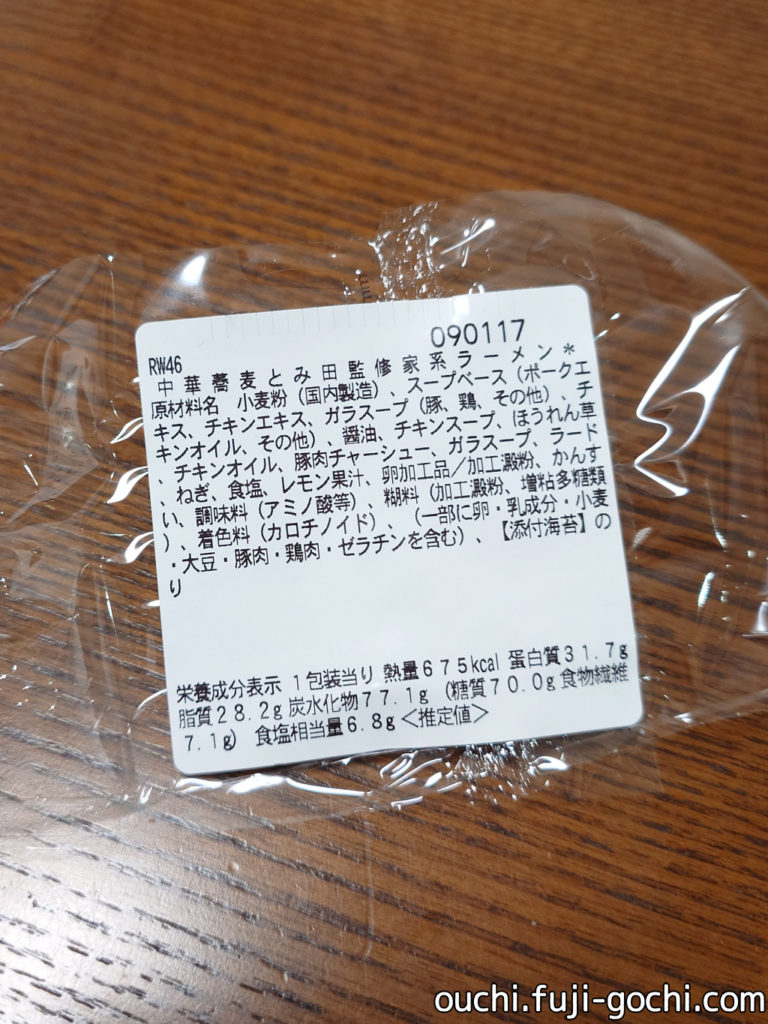 090117
RW46
中華蕎麦とみ田監修家系ラーメン*
原材料名 小麦粉（国内製造）、スープベース（ポークエ
キス、チキンエキス、ガラスープ（豚、鶏、その他）、チ
キンオイル、その他）、醤油、チキンスープ、ほうれん草
、チキンオイル、豚肉チャーシュー、ガラスープ、ラード
、ねぎ、食塩、レモン果汁、卵加工品／加工澱粉、かんす
い、調味料（アミノ酸等）、糊料（加工澱粉、増粘多糖類
）、着色料（カロチノイド）、（一部に卵・乳成分・小麦
・大豆・豚肉・鶏肉・ゼラチンを含む）、【添付海苔】の
り
栄養成分表示 1包装当り 熱量675kcal 蛋白質31.7g
脂質28.2g 炭水化物77.1g （糖質70.0g 食物繊維
7.1g） 食塩相当量6.8g＜推定値＞
ouchi.fuji-gochi.com